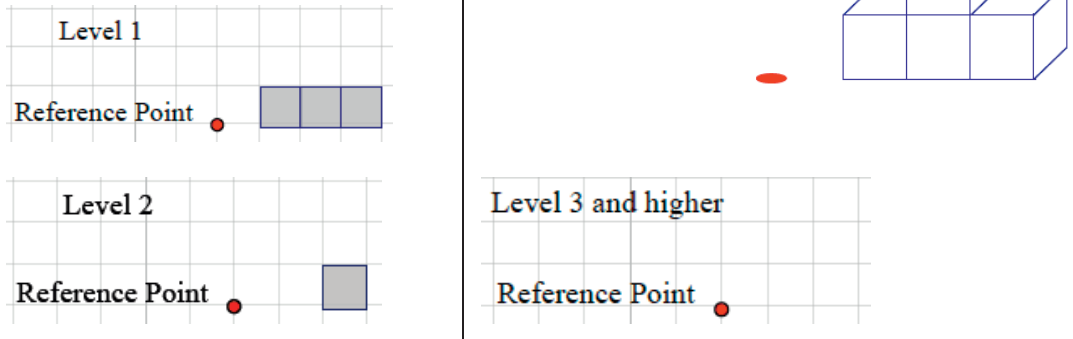 Level 1
Reference Point
Level 2
Reference Point
Level 3 and higher
Reference Point